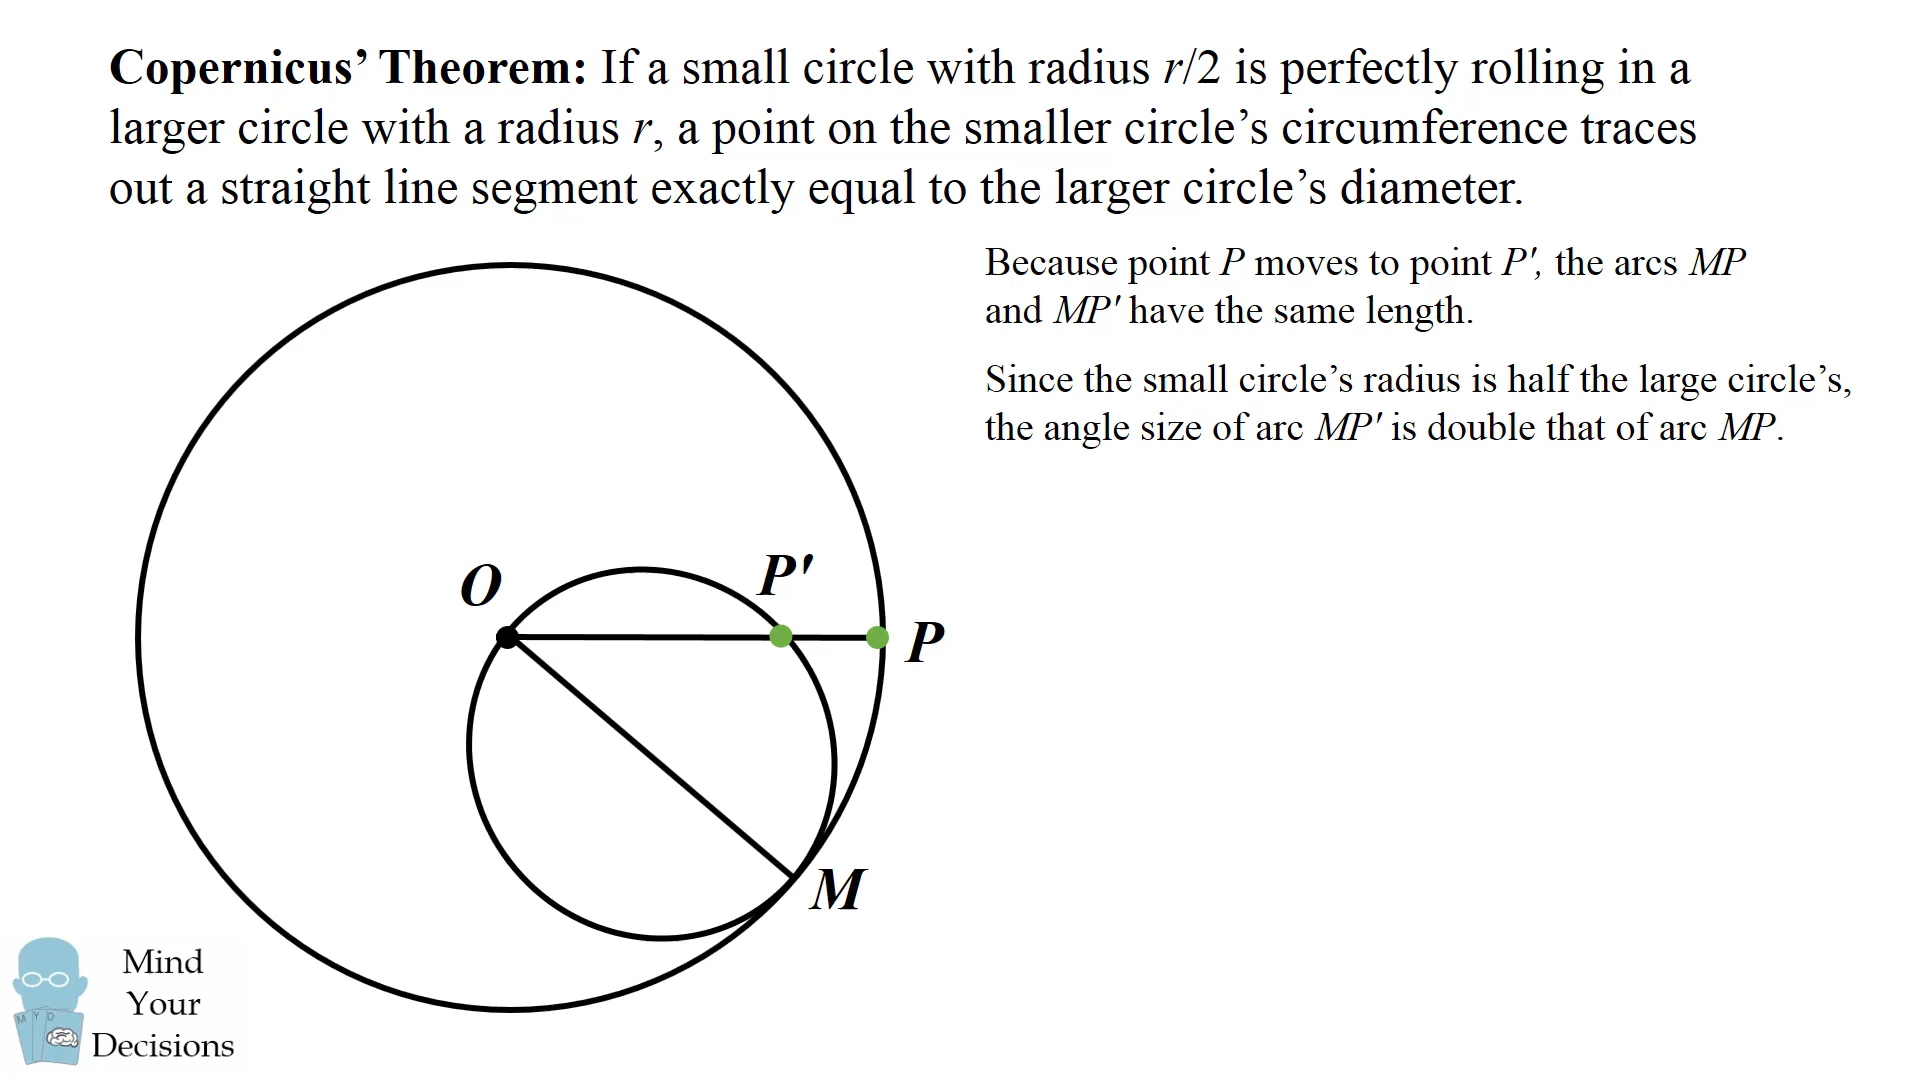 Copernicus’ Theorem: If a small circle with radius r/2 is perfectly rolling in a
larger circle with a radius r, a point on the smaller circle’s circumference traces
out a straight line segment exactly equal to the larger circle’s diameter.
Because point P moves to point P′, the arcs MP
and MP′ have the same length.
Since the small circle’s radius is half the large circle’s,
the angle size of arc MP′ is double that of arc MP.
O
P′
P
M
Mind
Your
Decisions
M Y D